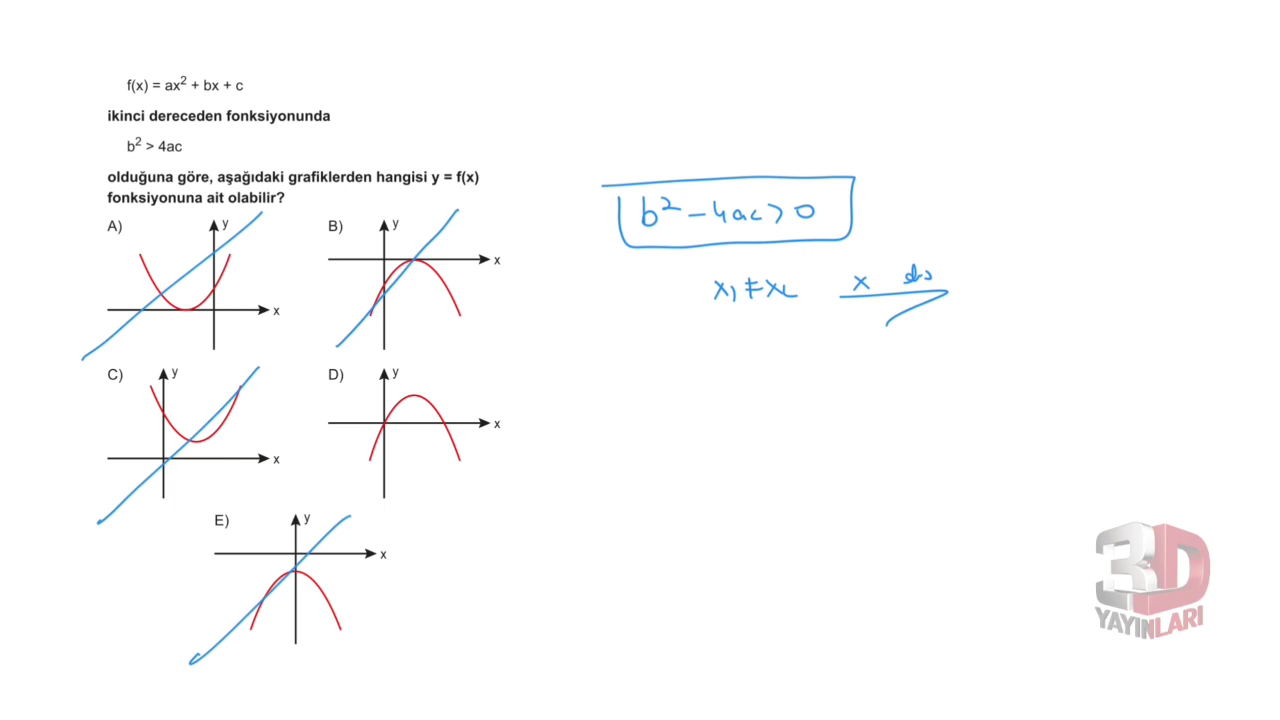 f(x) = ax² + bx + c
ikinci dereceden fonksiyonunda
b² > 4ac
olduğuna göre, aşağıdaki grafiklerden hangisi y = f(x)
fonksiyonuna ait olabilir?
A) y x
B) y x
C) y x
D) y x
E) y x
b² - 4ac > 0
x₁ ≠ x₂ x
3D
YAYINLARI